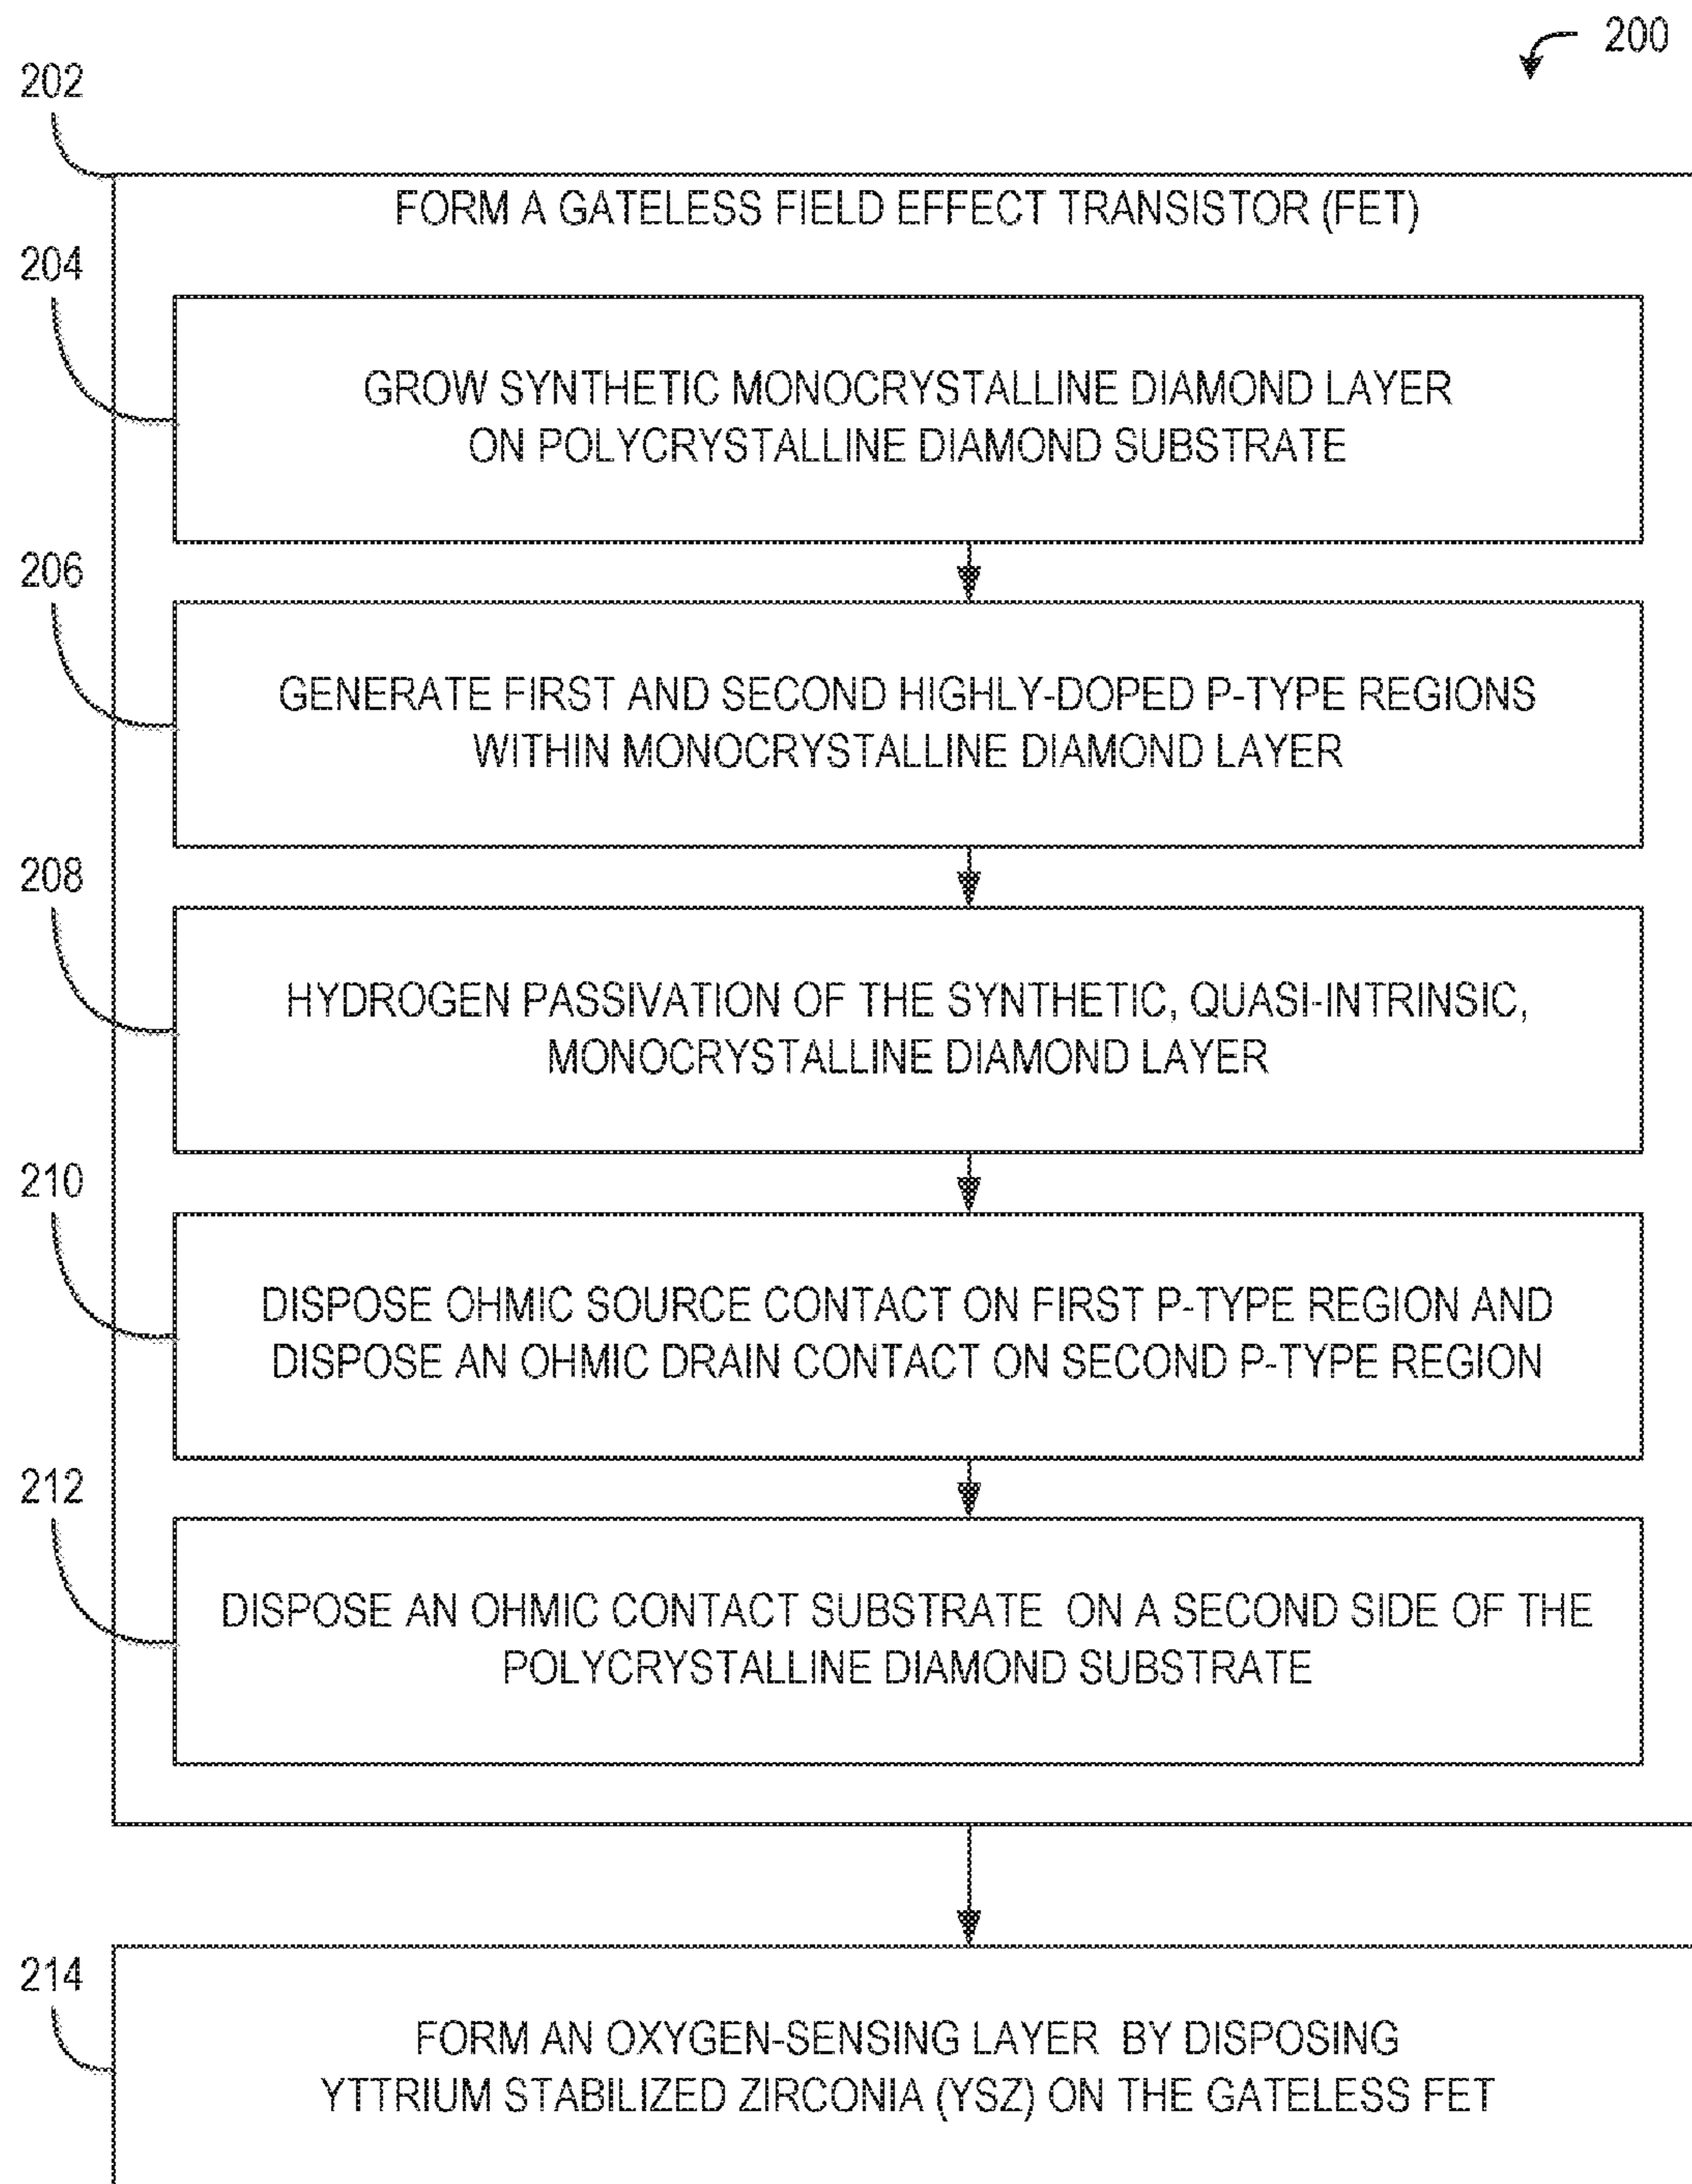 200
202
FORM A GATELESS FIELD EFFECT TRANSISTOR (FET)
204
GROW SYNTHETIC MONOCRYSTALLINE DIAMOND LAYER
ON POLYCRYSTALLINE DIAMOND SUBSTRATE
206
GENERATE FIRST AND SECOND HIGHLY-DOPED P-TYPE REGIONS
WITHIN MONOCRYSTALLINE DIAMOND LAYER
208
HYDROGEN PASSIVATION OF THE SYNTHETIC, QUASI-INTRINSIC,
MONOCRYSTALLINE DIAMOND LAYER
210
DISPOSE OHMIC SOURCE CONTACT ON FIRST P-TYPE REGION AND
DISPOSE AN OHMIC DRAIN CONTACT ON SECOND P-TYPE REGION
212
DISPOSE AN OHMIC CONTACT SUBSTRATE ON A SECOND SIDE OF THE
POLYCRYSTALLINE DIAMOND SUBSTRATE
214
FORM AN OXYGEN-SENSING LAYER BY DISPOSING
YTTRIUM STABILIZED ZIRCONIA (YSZ) ON THE GATELESS FET